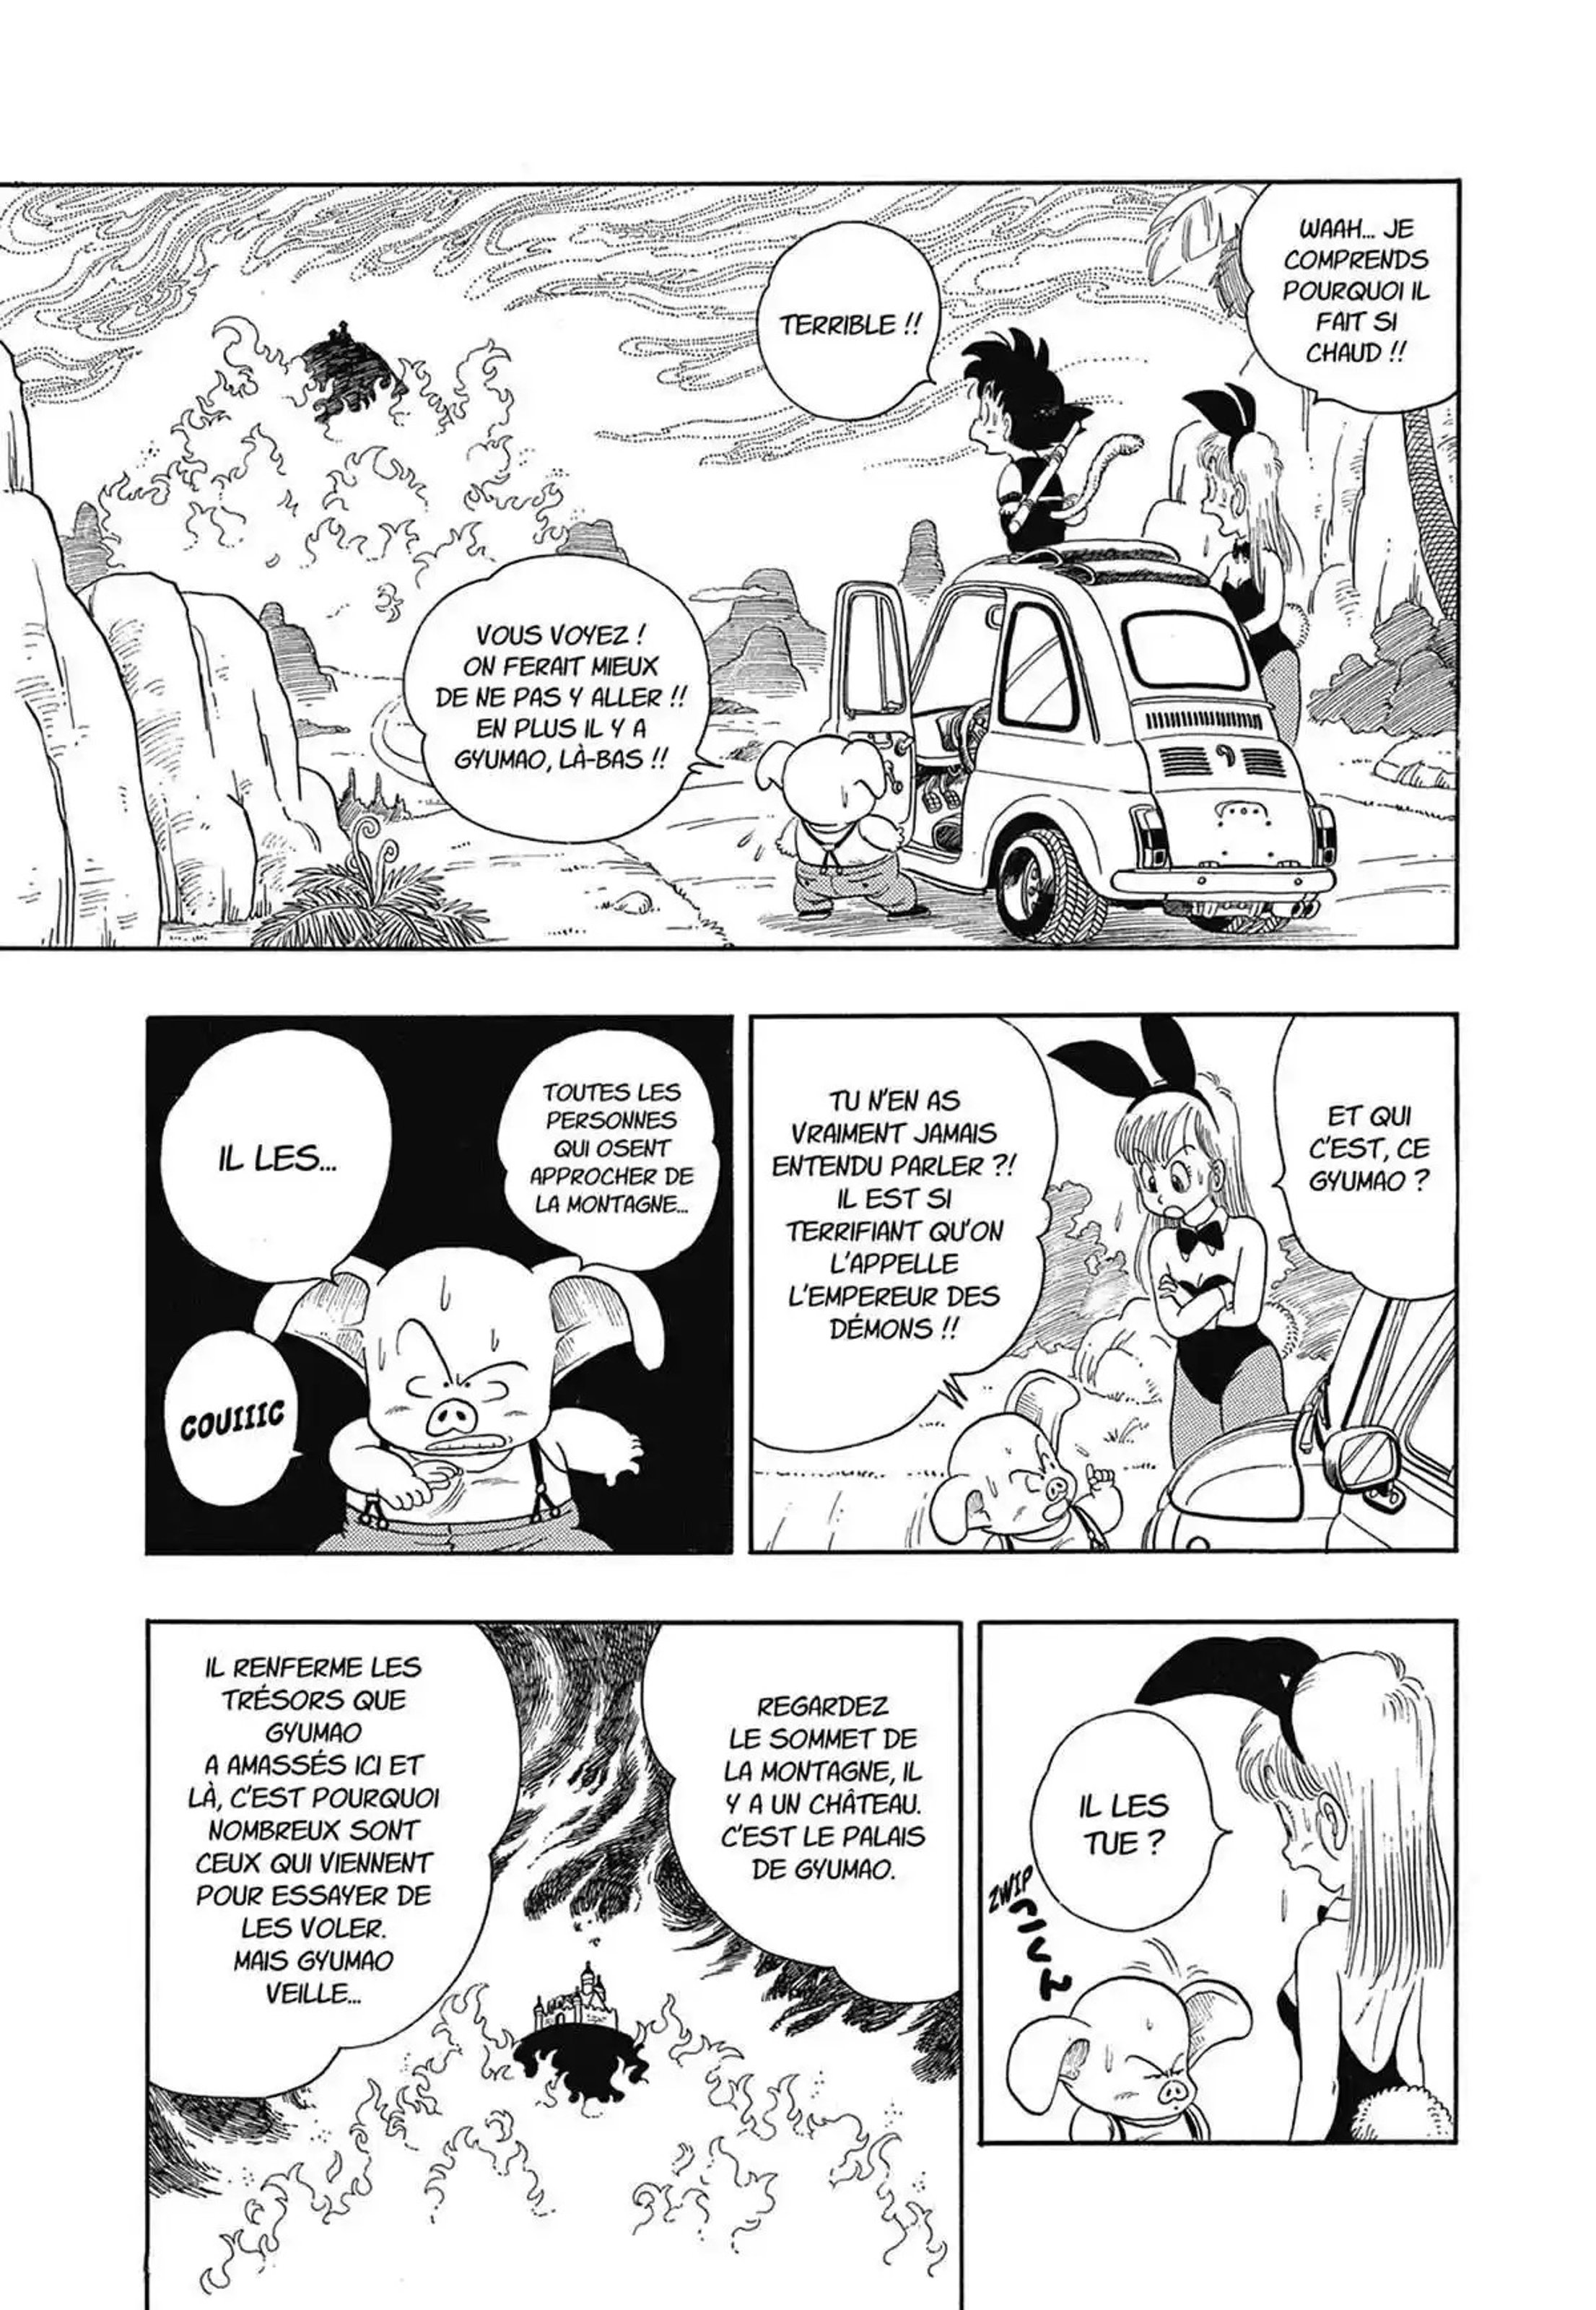 WAAH... JE
COMPRENDS
POURQUOI IL
FAIT SI
CHAUD !!
TERRIBLE !!
VOUS VOYEZ !
ON FERAIT MIEUX
DE NE PAS Y ALLER !!
EN PLUS IL Y A
GYUMAO, LÀ-BAS !!
ET QUI
C'EST, CE
GYUMAO ?
TU N'EN AS
VRAIMENT JAMAIS
ENTENDU PARLER ?!
IL EST SI
TERRIFIANT QU'ON
L'APPELLE
L'EMPEREUR DES
DÉMONS !!
TOUTES LES
PERSONNES
QUI OSENT
APPROCHER DE
LA MONTAGNE...
IL LES...
COUIIIC
IL LES
TUE ?
ZWIP
REGARDEZ
LE SOMMET DE
LA MONTAGNE, IL
Y A UN CHÂTEAU.
C'EST LE PALAIS
DE GYUMAO.
IL RENFERME LES
TRÉSORS QUE
GYUMAO
A AMASSÉS ICI ET
LÀ, C'EST POURQUOI
NOMBREUX SONT
CEUX QUI VIENNENT
POUR ESSAYER DE
LES VOLER.
MAIS GYUMAO
VEILLE...